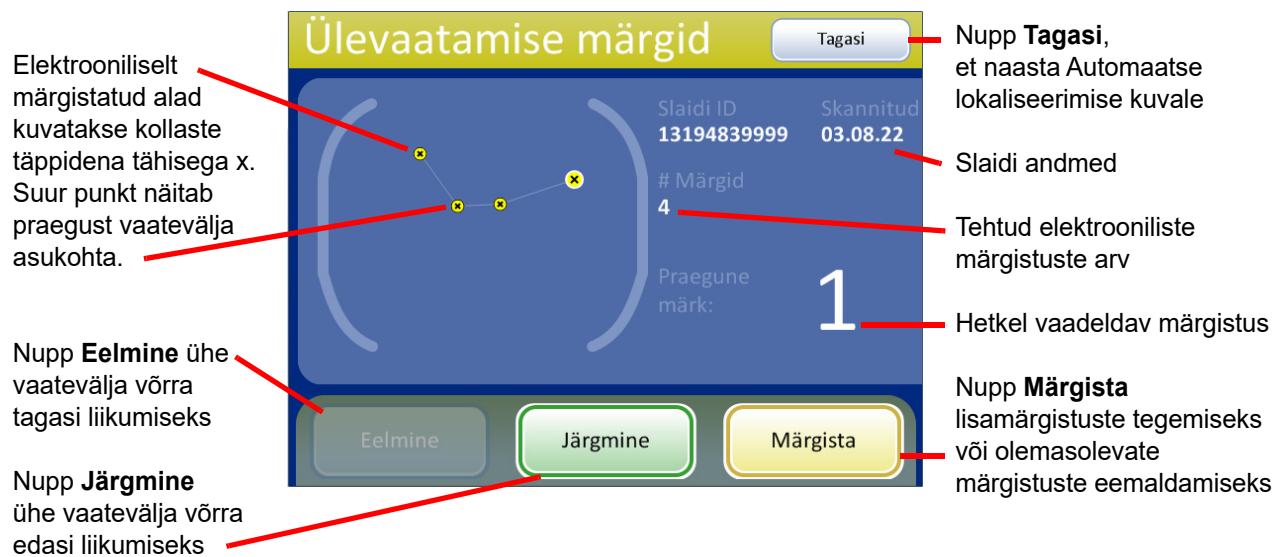 Elektrooniliselt
märgistatud alad
kuvatakse kollaste
täppidena tähisega x.
Suur punkt näitab
praegust vaatevälja
asukohta.
Nupp Eelmine ühe
vaatevälja võrra
tagasi liikumiseks
Nupp Järgmine
ühe vaatevälja võrra
edasi liikumiseks
Ülevaatamise märgid
Tagasi
Slaidi ID Skannitud
13194839999 03.08.22
# Märgid
4
Praegune
märk:
1
Eelmine
Järgmine
Märgista
Nupp Tagasi,
et naasta Automaatse
lokaliseerimise kuvale
Slaidi andmed
Tehtud elektrooniliste
märgistuste arv
Hetkel vaadeldav märgistus
Nupp Märgista
lisamärgistuste tegemiseks
või olemasolevate
märgistuste eemaldamiseks